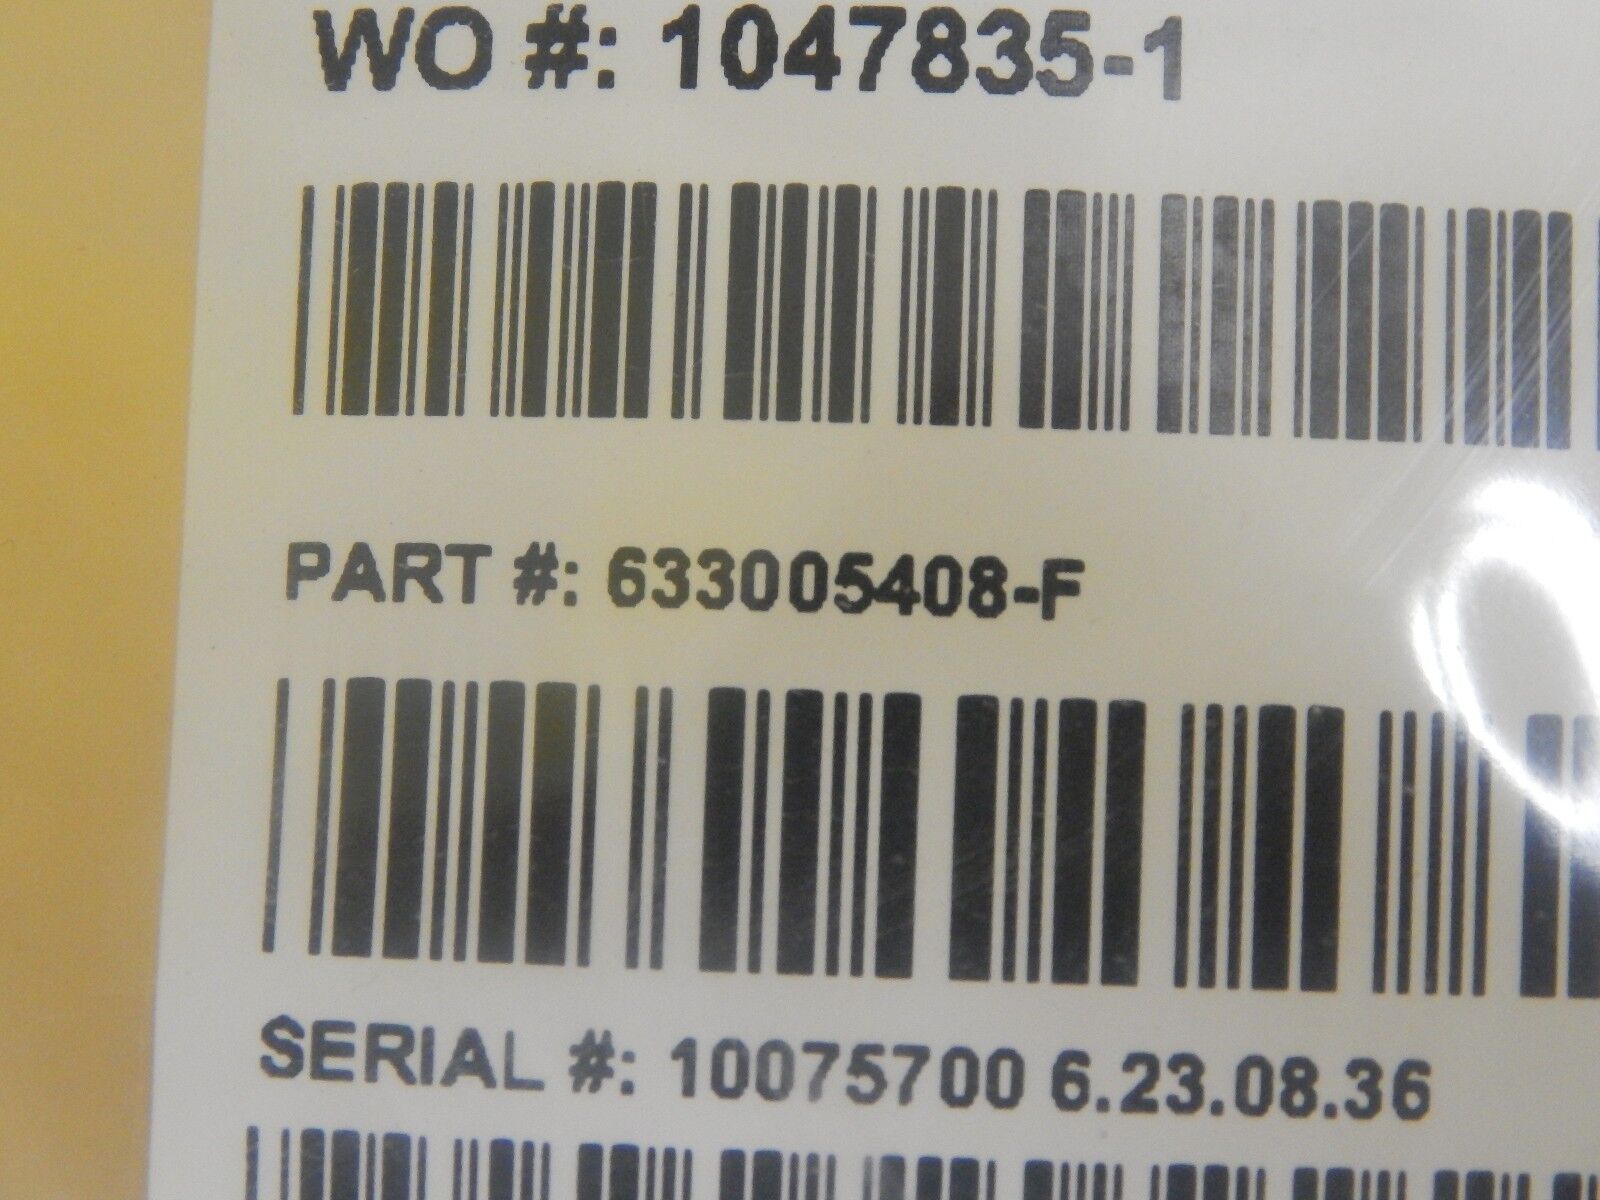 WO #: 1047835-1
PART #: 633005408-F
SERIAL #: 10075700 6.23.08.36